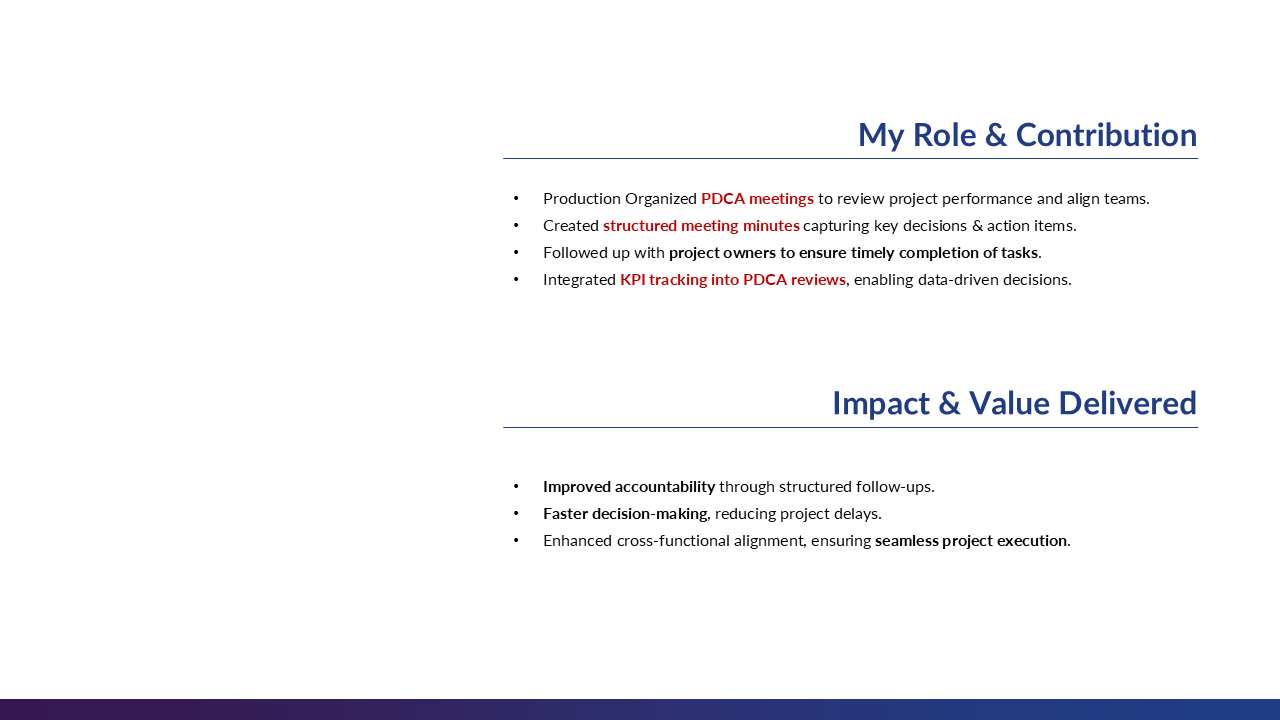 My Role & Contribution
• Production Organized PDCA meetings to review project performance and align teams.
• Created structured meeting minutes capturing key decisions & action items.
• Followed up with project owners to ensure timely completion of tasks.
• Integrated KPI tracking into PDCA reviews, enabling data-driven decisions.
Impact & Value Delivered
• Improved accountability through structured follow-ups.
• Faster decision-making, reducing project delays.
• Enhanced cross-functional alignment, ensuring seamless project execution.